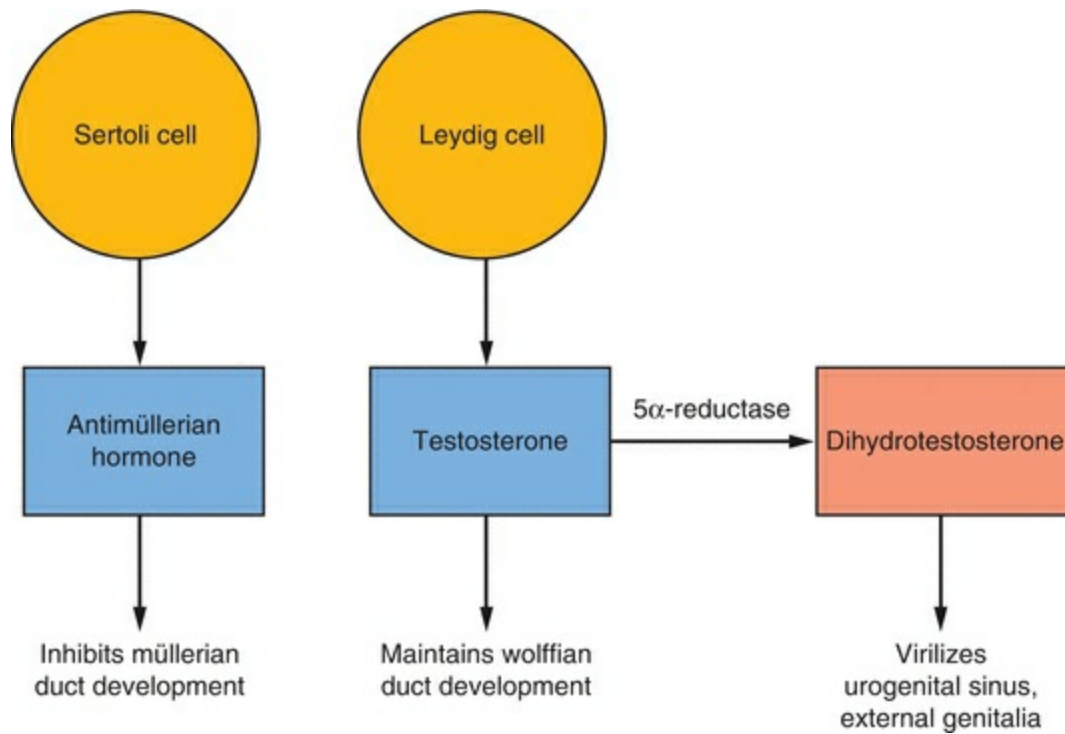 Sertoli cell
Leydig cell
Antimüllerian
hormone
Testosterone
5α-reductase
Dihydrotestosterone
Inhibits müllerian
duct development
Maintains wolffian
duct development
Virilizes
urogenital sinus,
external genitalia